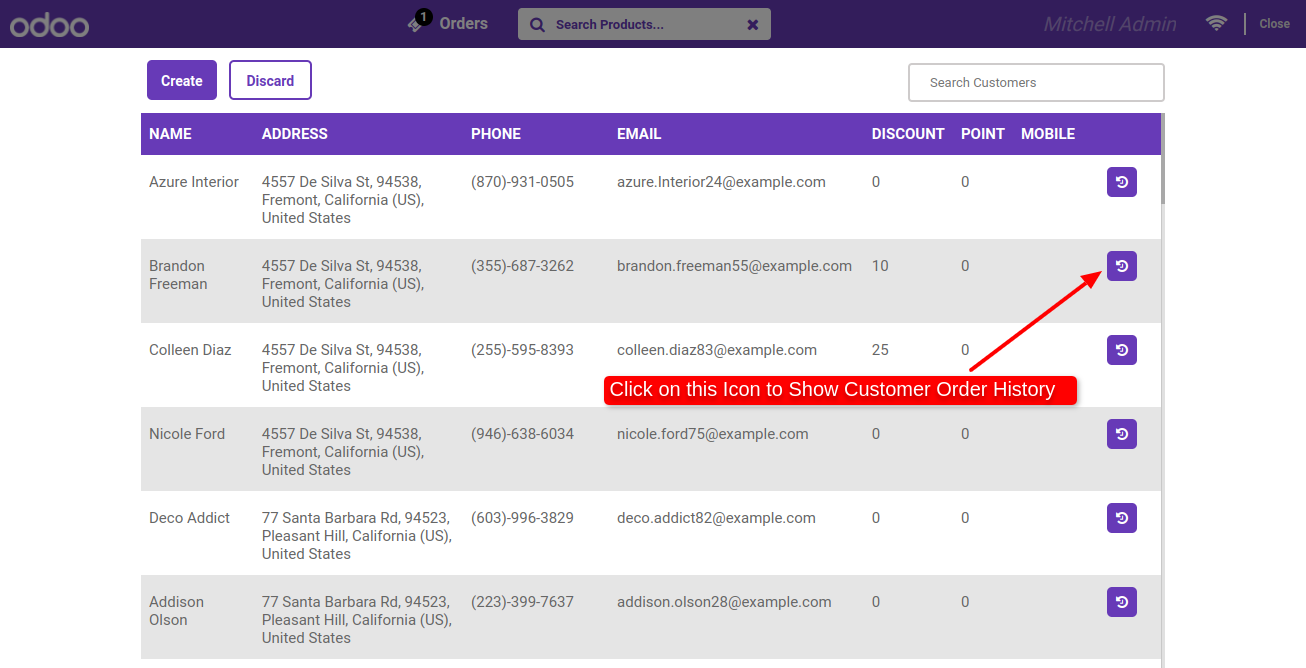 odoo 1 Orders Search Products... Mitchell Admin Close
Create Discard Search Customers
NAME ADDRESS PHONE EMAIL DISCOUNT POINT MOBILE
Azure Interior 4557 De Silva St, 94538, (870)-931-0505 azure.Interior24@example.com 0 0
Fremont, California (US),
United States
Brandon 4557 De Silva St, 94538, (355)-687-3262 brandon.freeman55@example.com 10 0
Freeman Fremont, California (US),
United States
Colleen Diaz 4557 De Silva St, 94538, (255)-595-8393 colleen.diaz83@example.com 25 0
Fremont, California (US),
United States
Click on this Icon to Show Customer Order History
Nicole Ford 4557 De Silva St, 94538, (946)-638-6034 nicole.ford75@example.com 0 0
Fremont, California (US),
United States
Deco Addict 77 Santa Barbara Rd, 94523, (603)-996-3829 deco.addict82@example.com 0 0
Pleasant Hill, California (US),
United States
Addison 77 Santa Barbara Rd, 94523, (223)-399-7637 addison.olson28@example.com 0 0
Olson Pleasant Hill, California (US),
United States